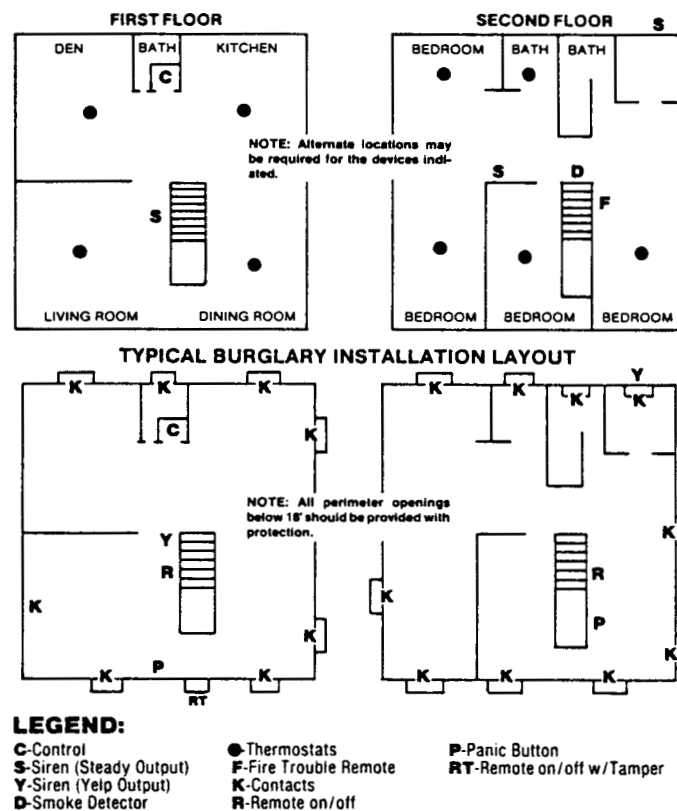 FIRST FLOOR
SECOND FLOOR
S
DEN
BATH
KITCHEN
BEDROOM
BATH
BATH
C
NOTE: Alternate locations may
be required for the devices indi-
ated.
S
D
S
F
LIVING ROOM
DINING ROOM
BEDROOM
BEDROOM
BEDROOM
TYPICAL BURGLARY INSTALLATION LAYOUT
K
K
K
K
K
Y
K
K
C
K
NOTE: All perimeter openings
below 18' should be provided with
protection.
Y
K
R
R
K
K
K
P
K
K
P
K
K
K
K
K
RT
LEGEND:
C-Control
S-Siren (Steady Output)
Y-Siren (Yelp Output)
D-Smoke Detector
●-Thermostats
F-Fire Trouble Remote
K-Contacts
R-Remote on/off
P-Panic Button
RT-Remote on/off w/Tamper